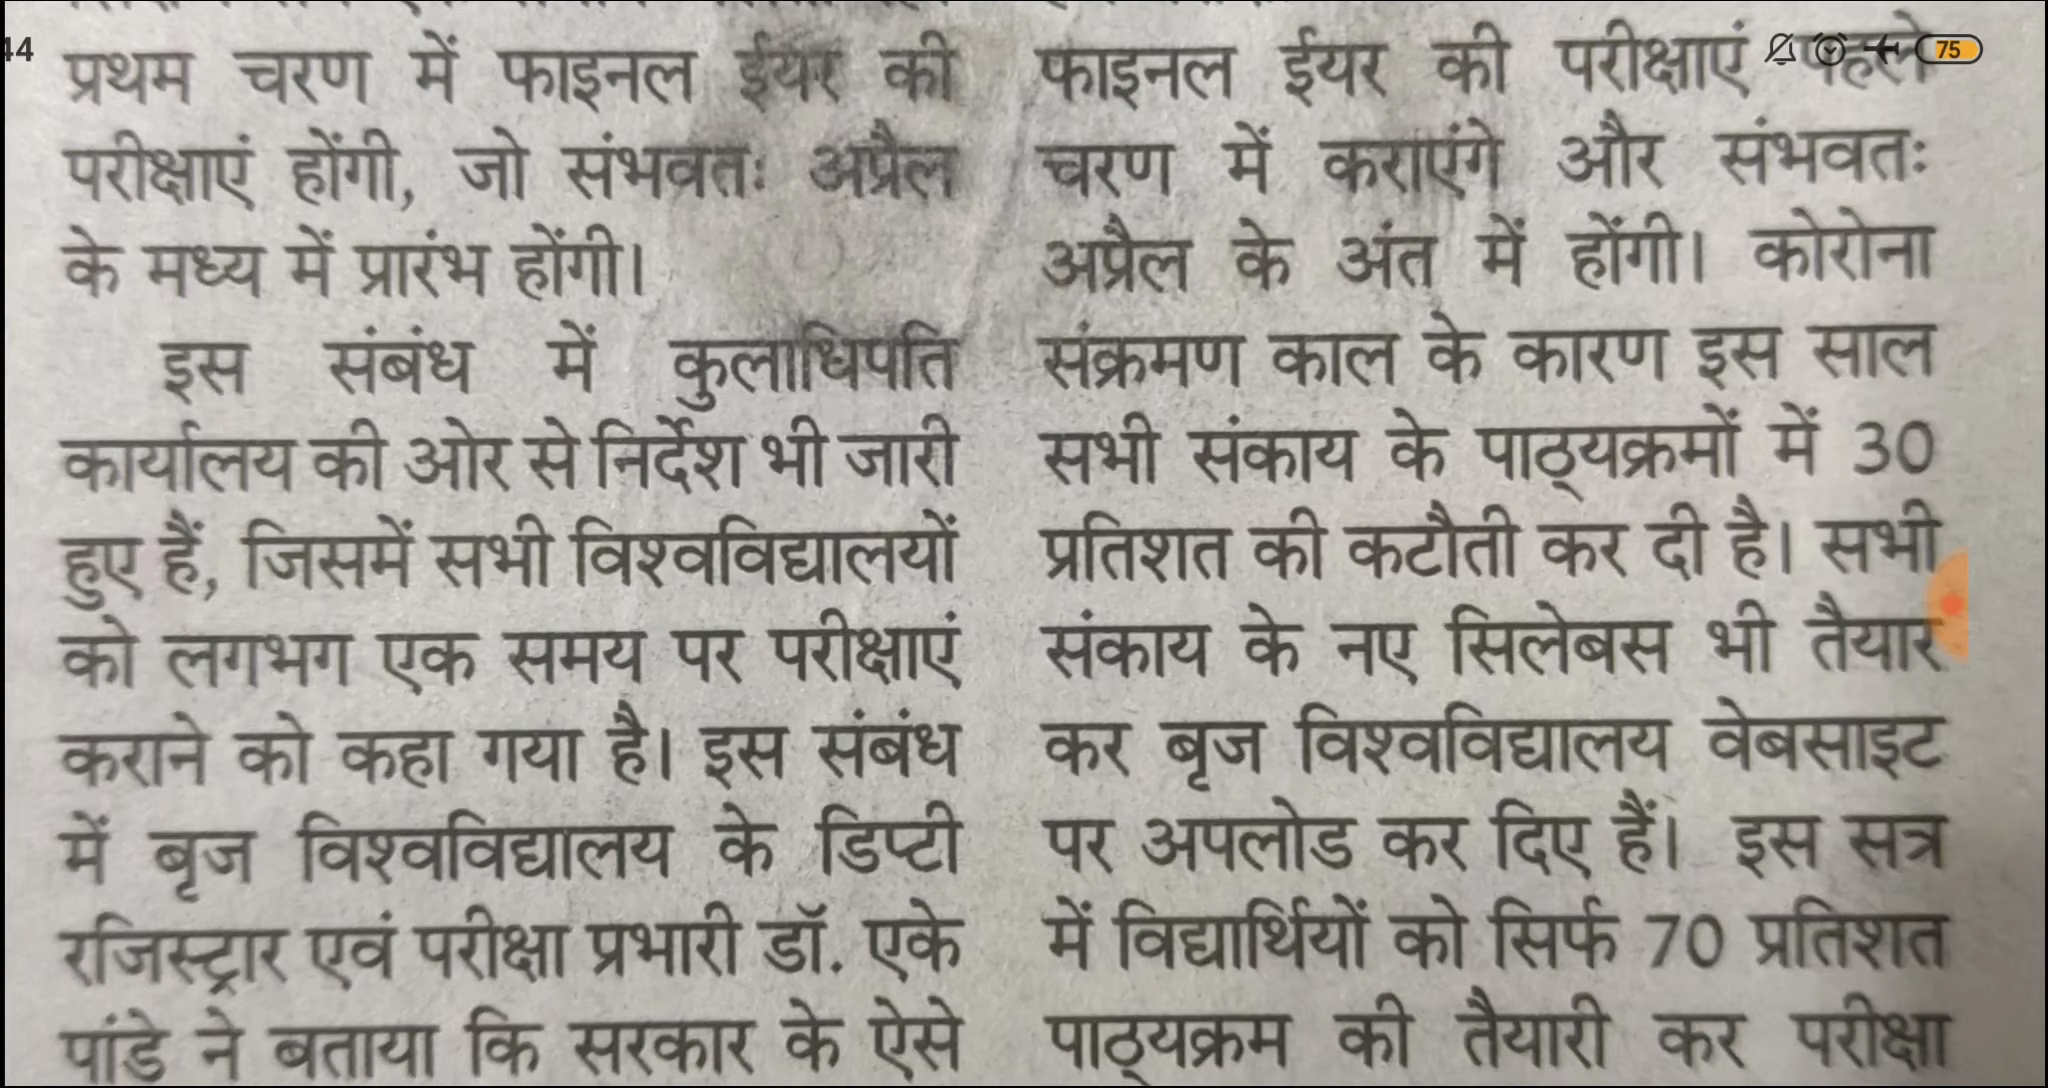 44
75
प्रथम चरण में फाइनल ईयर की
परीक्षाएं होंगी, जो संभवतः अप्रैल
के मध्य में प्रारंभ होंगी।
इस संबंध में कुलाधिपति
कार्यालय की ओर से निर्देश भी जारी
हुए हैं, जिसमें सभी विश्वविद्यालयों
को लगभग एक समय पर परीक्षाएं
कराने को कहा गया है। इस संबंध
में बृज विश्वविद्यालय के डिप्टी
रजिस्ट्रार एवं परीक्षा प्रभारी डॉ. एके
पांडे ने बताया कि सरकार के ऐसे
फाइनल ईयर की परीक्षाएं पहले
चरण में कराएंगे और संभवतः
अप्रैल के अंत में होंगी। कोरोना
संक्रमण काल के कारण इस साल
सभी संकाय के पाठ्यक्रमों में 30
प्रतिशत की कटौती कर दी है। सभी
संकाय के नए सिलेबस भी तैयार
कर बृज विश्वविद्यालय वेबसाइट
पर अपलोड कर दिए हैं। इस सत्र
में विद्यार्थियों को सिर्फ 70 प्रतिशत
पाठ्यक्रम की तैयारी कर परीक्षा